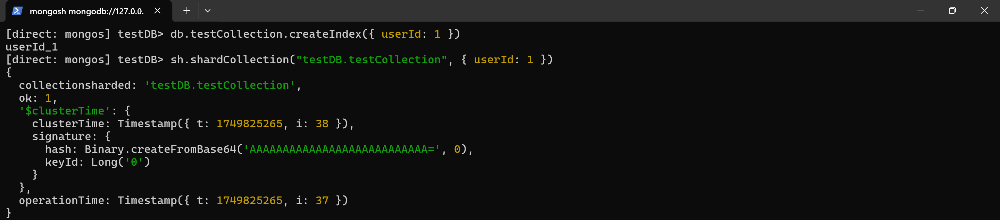 mongosh mongodb://127.0.0.
[direct: mongos] testDB> db.testCollection.createIndex({ userId: 1 })
userId_1
[direct: mongos] testDB> sh.shardCollection("testDB.testCollection", { userId: 1 })
{
  collectionsharded: 'testDB.testCollection',
  ok: 1,
  '$clusterTime': {
    clusterTime: Timestamp({ t: 1749825265, i: 38 }),
    signature: {
      hash: Binary.createFromBase64('AAAAAAAAAAAAAAAAAAAAAAAAAAA=', 0),
      keyId: Long('0')
    }
  },
  operationTime: Timestamp({ t: 1749825265, i: 37 })
}